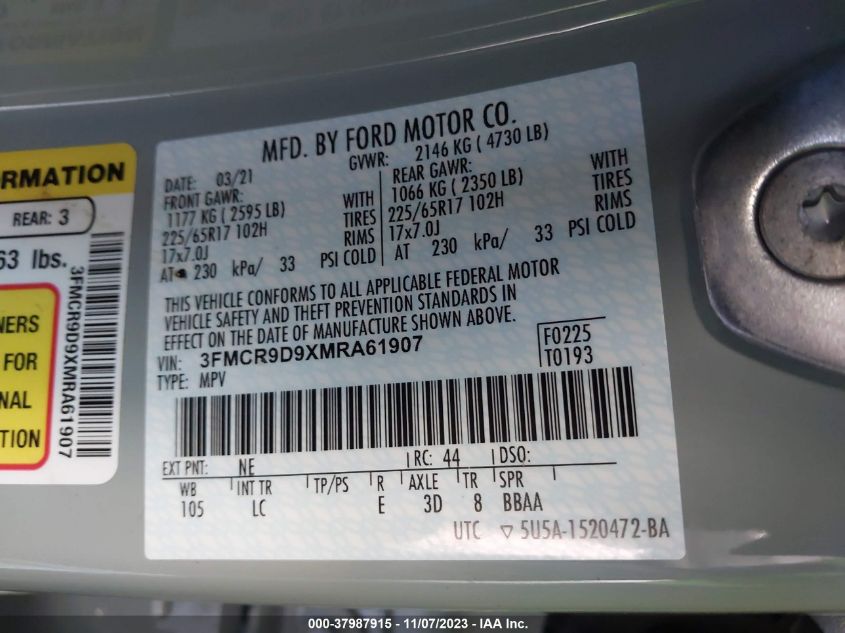 MFD. BY FORD MOTOR CO.
DATE: 03/21
GVWR: 2146 KG ( 4730 LB)
FRONT GAWR: WITH
1177 KG ( 2595 LB) TIRES
225/65R17 102H RIMS
17x7.0J PSI COLD
AT 230 kPa/ 33
REAR GAWR: WITH
1066 KG ( 2350 LB) TIRES
225/65R17 102H RIMS
17x7.0J PSI COLD
AT 230 kPa/ 33
THIS VEHICLE CONFORMS TO ALL APPLICABLE FEDERAL MOTOR
VEHICLE SAFETY AND THEFT PREVENTION STANDARDS IN
EFFECT ON THE DATE OF MANUFACTURE SHOWN ABOVE.
VIN: 3FMCR9D9XMRA61907
TYPE: MPV
F0225
T0193
EXT PNT: NE RC: 44 DSO:
WB INT TR TP/PS R AXLE TR SPR
105 LC E 3D 8 BBAA
UTC ▽ 5U5A-1520472-BA
RMATION
REAR: 3
63 lbs.
3FMCR9D9XMRA61907
NERS
FOR
NAL
TION
000-37987915 - 11/07/2023 - IAA Inc.